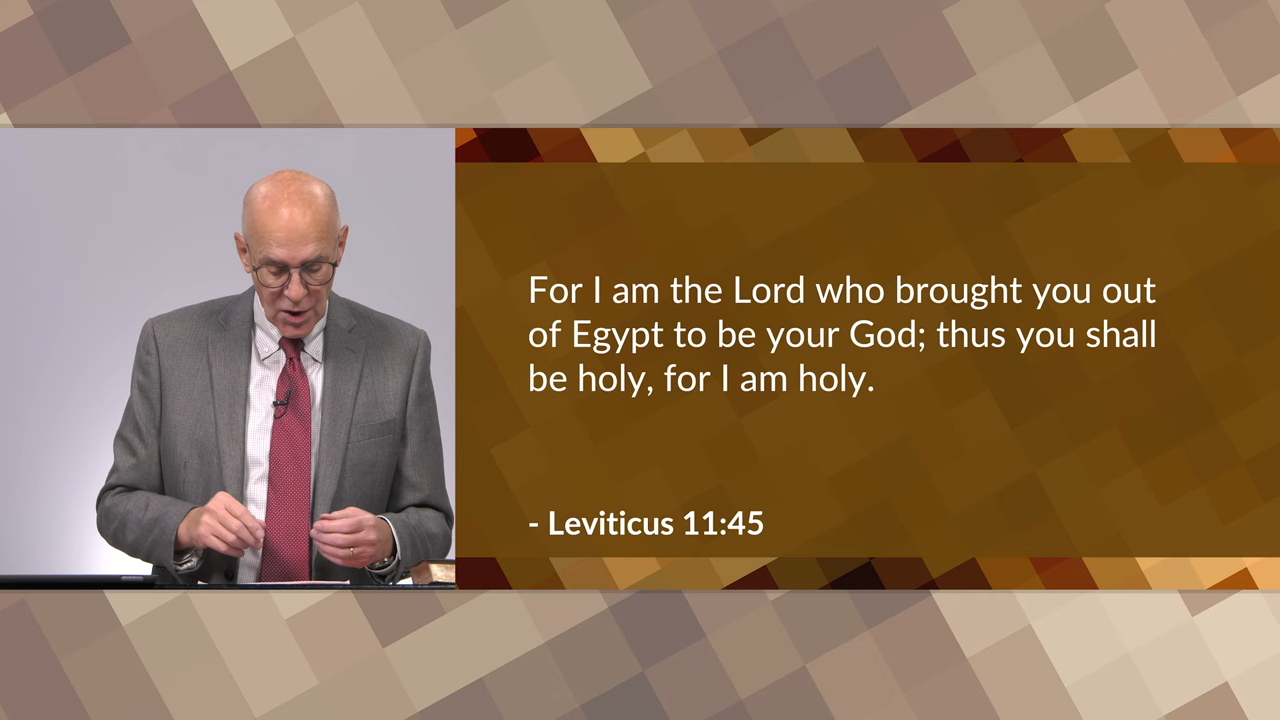 For I am the Lord who brought you out
of Egypt to be your God; thus you shall
be holy, for I am holy.
- Leviticus 11:45